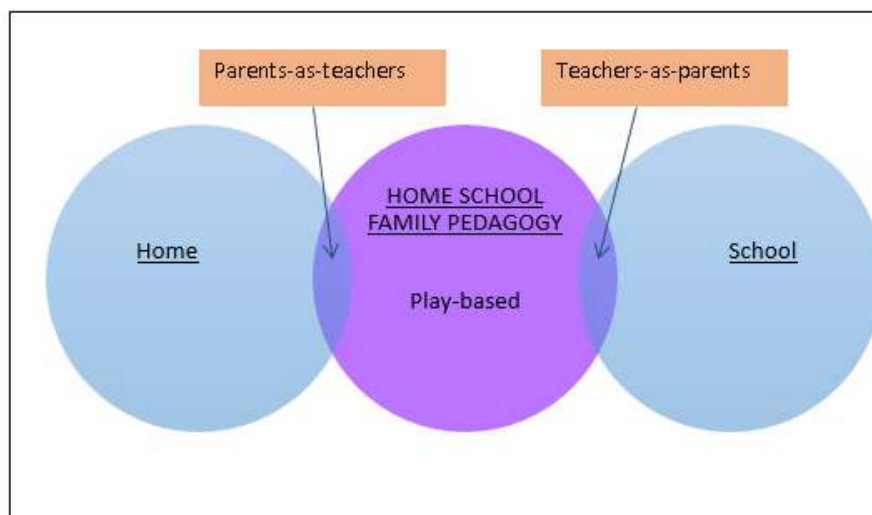 Parents-as-teachers
Teachers-as-parents
HOME SCHOOL
FAMILY PEDAGOGY
Home
School
Play-based